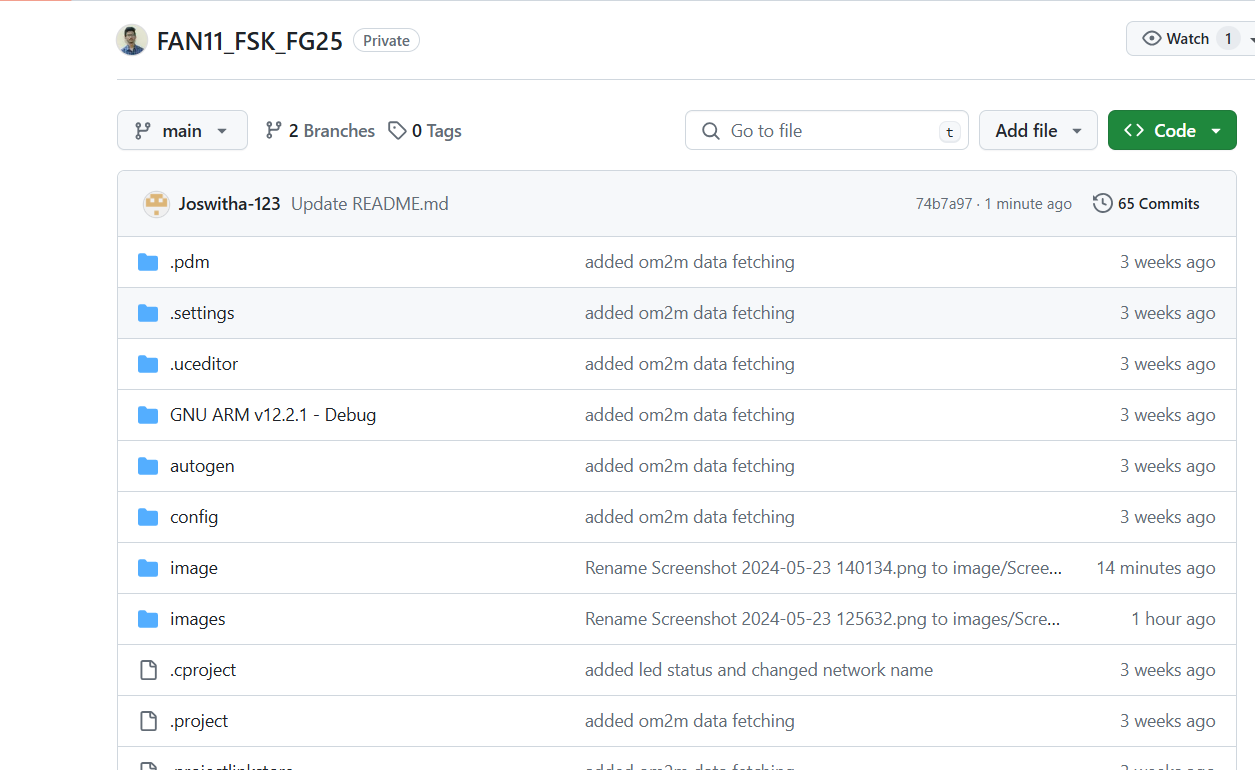 FAN11_FSK_FG25 Private Watch 1
main 2 Branches 0 Tags Go to file t Add file Code
Joswitha-123 Update README.md 74b7a97 · 1 minute ago 65 Commits
.pdm added om2m data fetching 3 weeks ago
.settings added om2m data fetching 3 weeks ago
.uceditor added om2m data fetching 3 weeks ago
GNU ARM v12.2.1 - Debug added om2m data fetching 3 weeks ago
autogen added om2m data fetching 3 weeks ago
config added om2m data fetching 3 weeks ago
image Rename Screenshot 2024-05-23 140134.png to image/Scree... 14 minutes ago
images Rename Screenshot 2024-05-23 125632.png to images/Scre... 1 hour ago
.cproject added led status and changed network name 3 weeks ago
.project added om2m data fetching 3 weeks ago